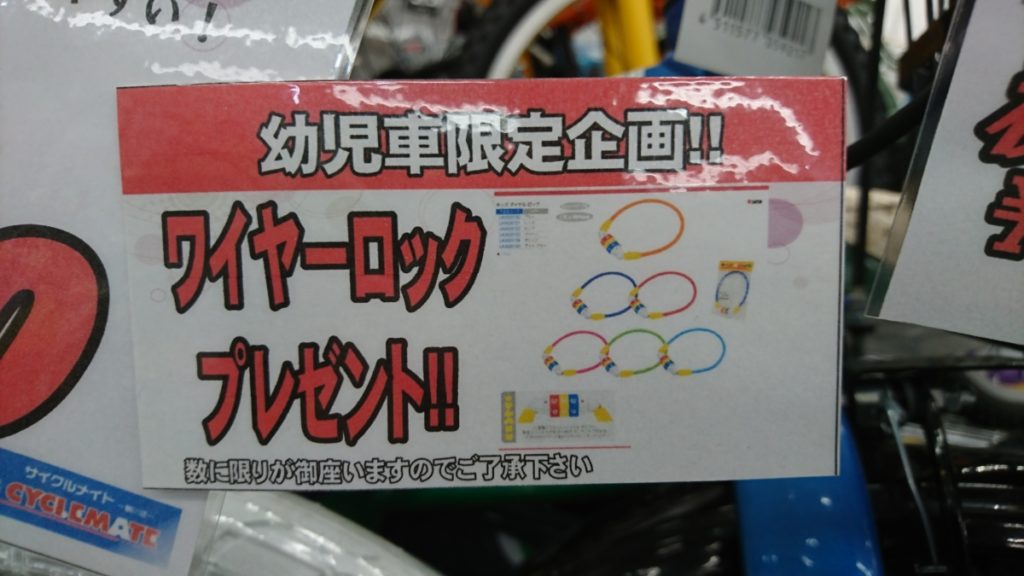 すい!
幼児車限定企画!!
ワイヤーロック
プレゼント!!
数に限りが御座いますのでご了承下さい
サイクルメイト
CYCLEMATE